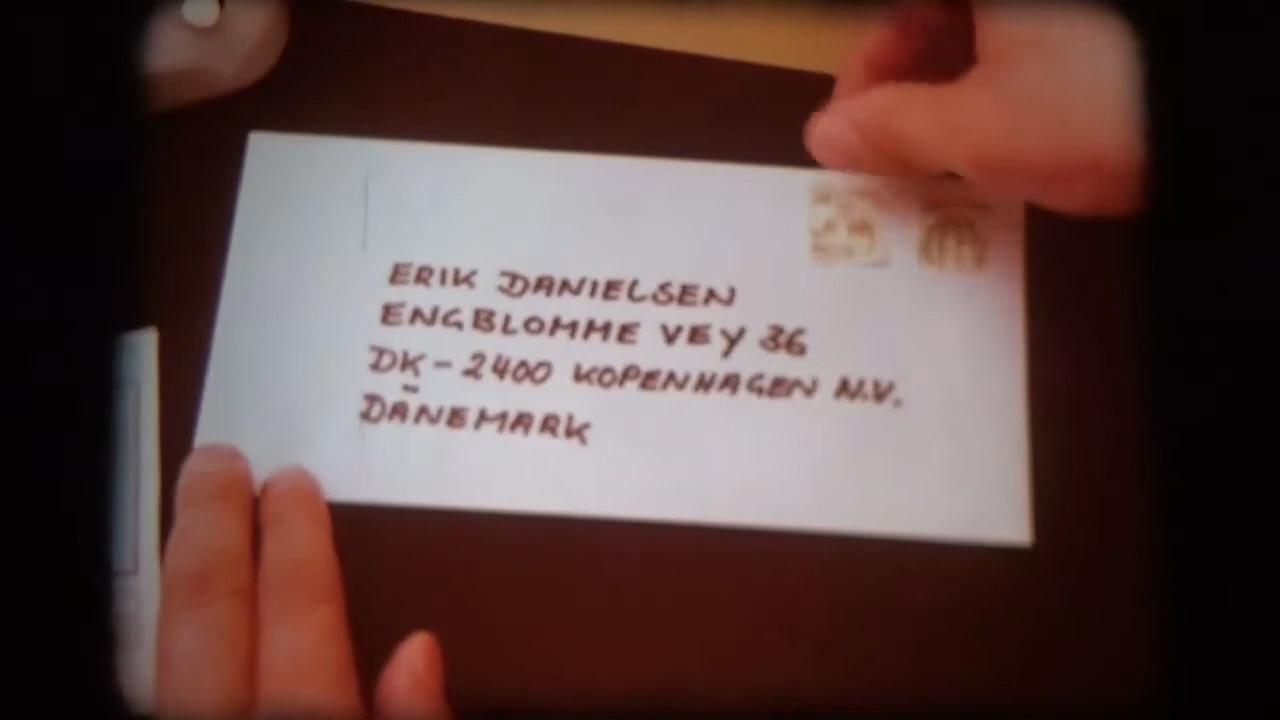 ERIK DANIELSEN
ENGBLOMME VEY 36
DK-2400 KOPENHAGEN N.V.
DÄNEMARK